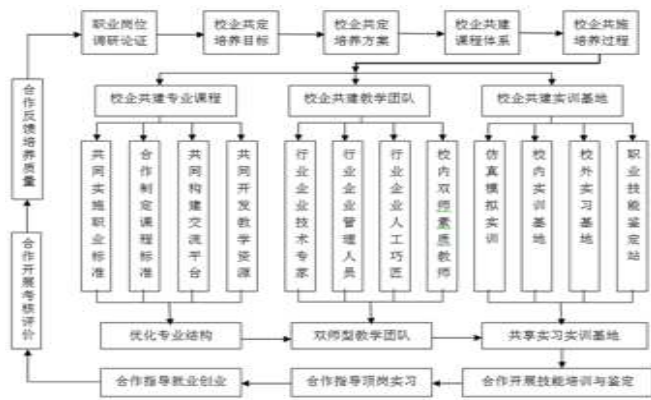 职业岗位
调研论证
校企共定
培养目标
校企共定
培养方案
校企共建
课程体系
校企共施
培养过程
校企共建专业课程
校企共建教学团队
校企共建实训基地
共同实施职业标准
合作制定课程标准
共同构建交流平台
共同开发教学资源
行业企业技术专家
行业企业管理人员
行业企业人工巧匠
校内双师素质教师
仿真模拟实训
校内实训基地
校外实习基地
职业技能鉴定站
优化专业结构
双师型教学团队
共享实习实训基地
合作开展技能培训与鉴定
合作指导顶岗实习
合作指导就业创业
合作开展考核评价
合作反馈培养质量